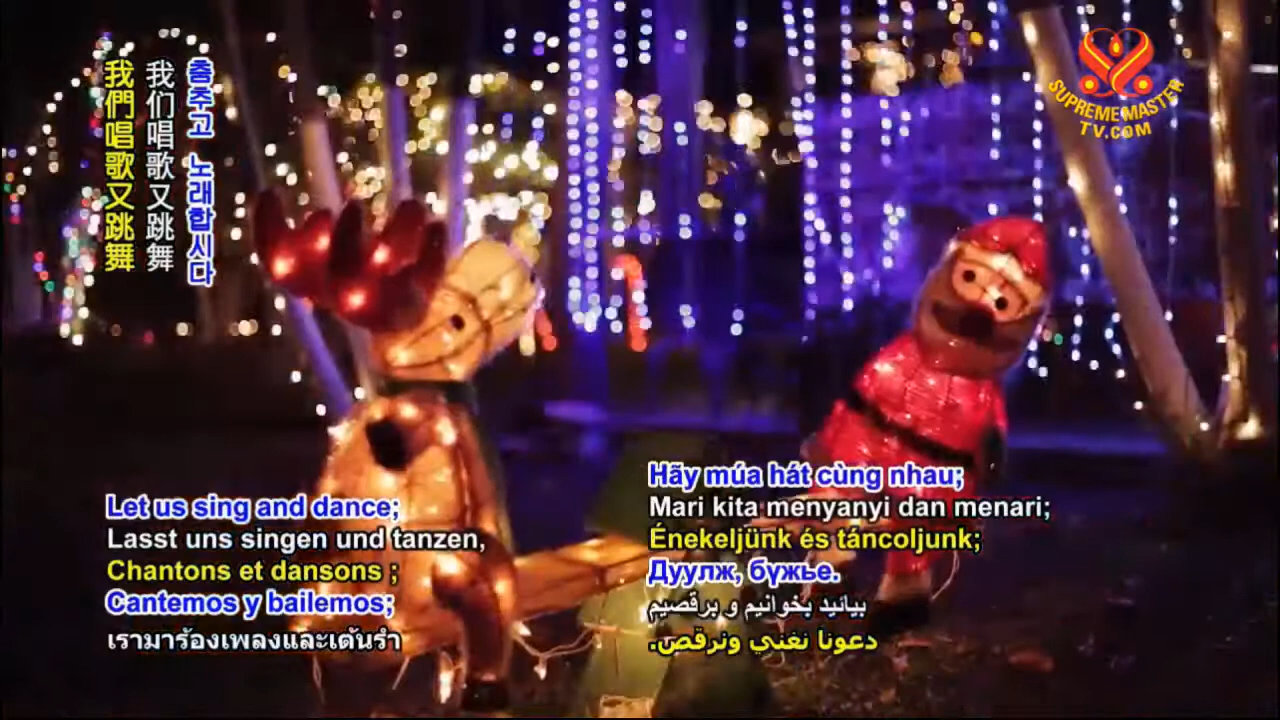 我們唱歌又跳舞
我们唱歌又跳舞
춤추고 노래합시다
SUPREME MASTER
TV.COM
Let us sing and dance;
Lasst uns singen und tanzen,
Chantons et dansons ;
Cantemos y bailemos;
เรามาร้องเพลงและเต้นรำ
Hãy múa hát cùng nhau;
Mari kita menyanyi dan menari;
Énekeljünk és táncoljunk;
Дуулж, бүжье.
بیائید بخوانیم و برقصیم
دعونا نغني ونرقص.